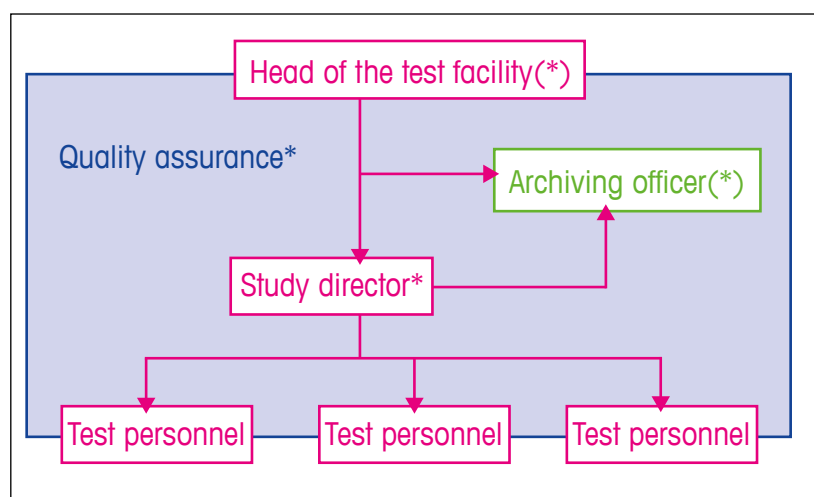 Head of the test facility(*)
Quality assurance*
Archiving officer(*)
Study director*
Test personnel
Test personnel
Test personnel